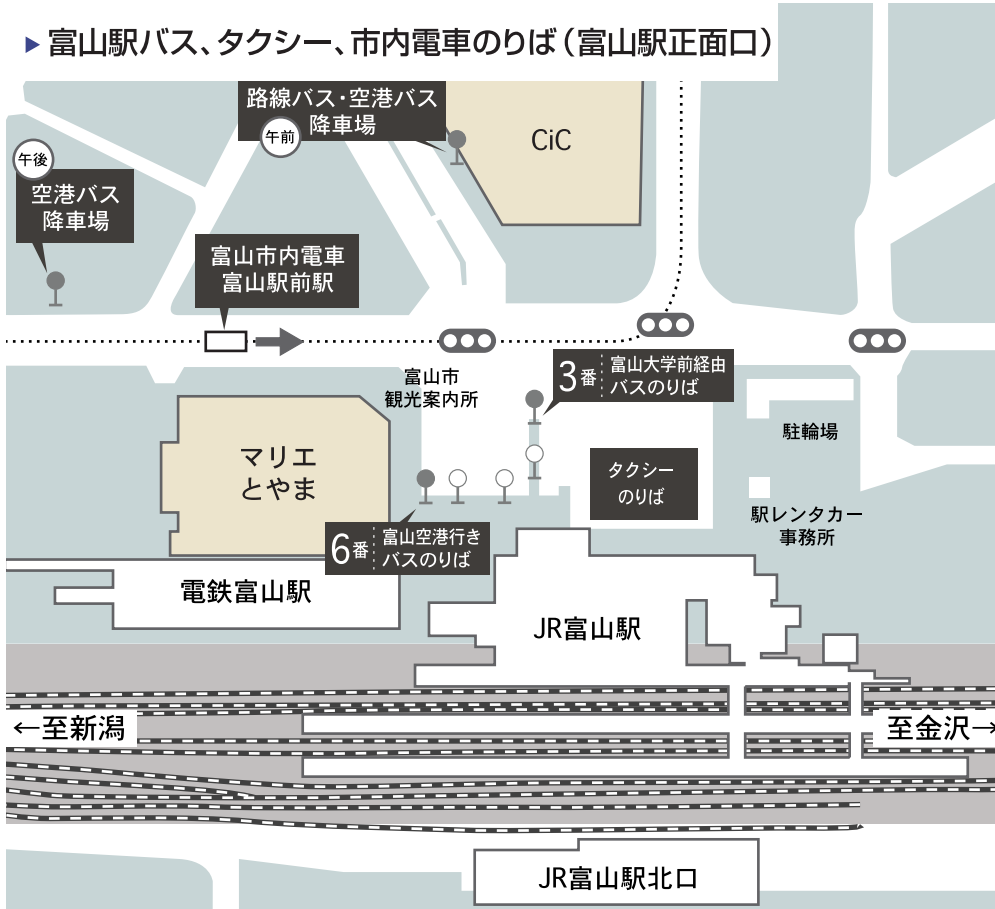 富山駅バス、タクシー、市内電車のりば（富山駅正面口）
路線バス・空港バス
降車場
午前
CiC
午後
空港バス
降車場
富山市内電車
富山駅前駅
富山市
観光案内所
3番
富山大学前経由
バスのりば
駐輪場
マリエ
とやま
タクシー
のりば
駅レンタカー
事務所
6番
富山空港行き
バスのりば
電鉄富山駅
JR富山駅
←至新潟
至金沢→
JR富山駅北口